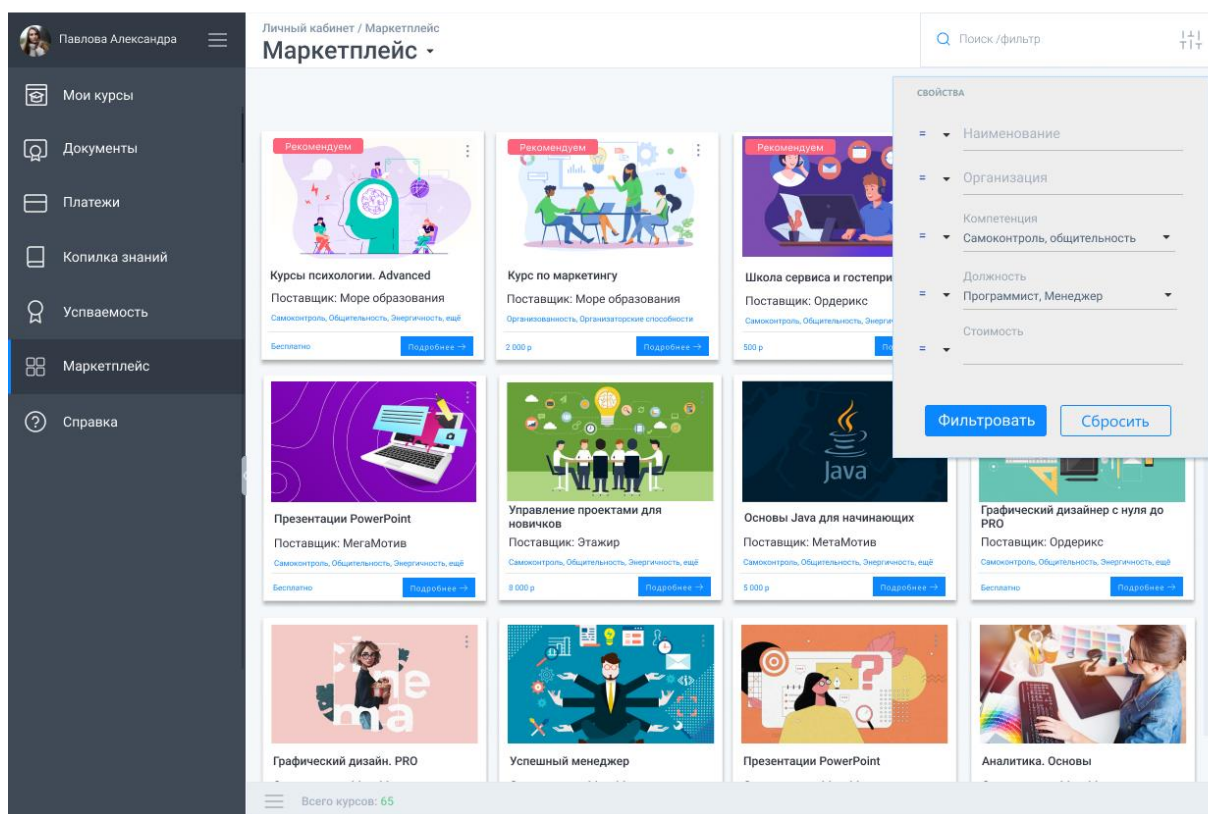 Павлова Александра
Мои курсы
Документы
Платежи
Копилка знаний
Успваемость
Маркетплейс
Справка
Личный кабинет / Маркетплейс
Маркетплейс
Поиск /фильтр
СВОЙСТВА
= Наименование
= Организация
Компетенция
= Самоконтроль, общительность
Должность
= Программист, Менеджер
Стоимость
=
Фильтровать
Сбросить
Рекомендуем
Курсы психологии. Advanced
Поставщик: Море образования
Самоконтроль, Общительность, Энергичность, ещё
Бесплатно
Подробнее →
Рекомендуем
Курс по маркетингу
Поставщик: Море образования
Организованность, Организаторские способности
2 000 р
Подробнее →
Рекомендуем
Школа сервиса и гостепри
Поставщик: Ордерикс
Самоконтроль, Общительность, Энергич
500 р
По
Презентации PowerPoint
Поставщик: МегаМотив
Самоконтроль, Общительность, Энергичность, ещё
Бесплатно
Подробнее →
Управление проектами для
новичков
Поставщик: Этажир
Самоконтроль, Общительность, Энергичность, ещё
8 000 р
Подробнее →
Java
Основы Java для начинающих
Поставщик: МетаМотив
Самоконтроль, Общительность, Энергичность, ещё
5 000 р
Подробнее →
Графический дизайнер с нуля до
PRO
Поставщик: Ордерикс
Самоконтроль, Общительность, Энергичность, ещё
Бесплатно
Подробнее →
cinema
Графический дизайн. PRO
Успешный менеджер
Презентации PowerPoint
Аналитика. Основы
Всего курсов: 65